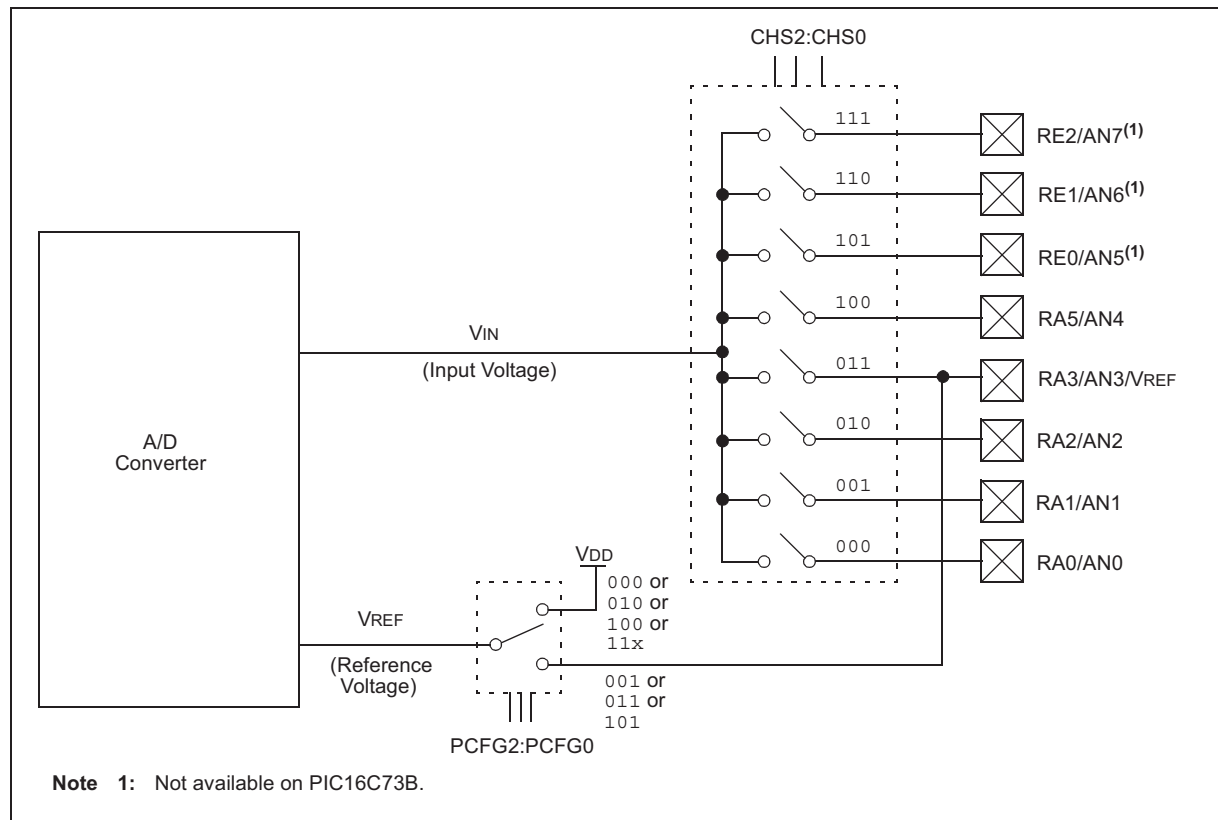 CHS2:CHS0
111
RE2/AN7(1)
110
RE1/AN6(1)
101
RE0/AN5(1)
100
RA5/AN4
VIN
(Input Voltage)
011
RA3/AN3/VREF
010
RA2/AN2
A/D
Converter
001
RA1/AN1
000
RA0/AN0
VDD
000 or
010 or
100 or
11x
VREF
(Reference
Voltage)
001 or
011 or
101
PCFG2:PCFG0
Note 1: Not available on PIC16C73B.